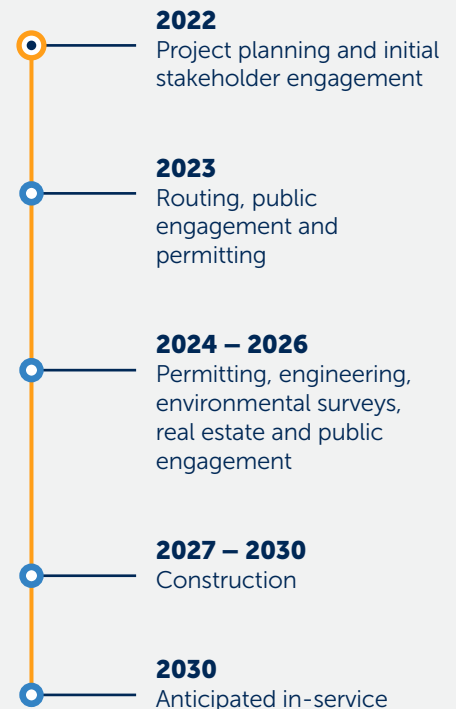 2022
Project planning and initial
stakeholder engagement
2023
Routing, public
engagement and
permitting
2024 – 2026
Permitting, engineering,
environmental surveys,
real estate and public
engagement
2027 – 2030
Construction
2030
Anticipated in-service